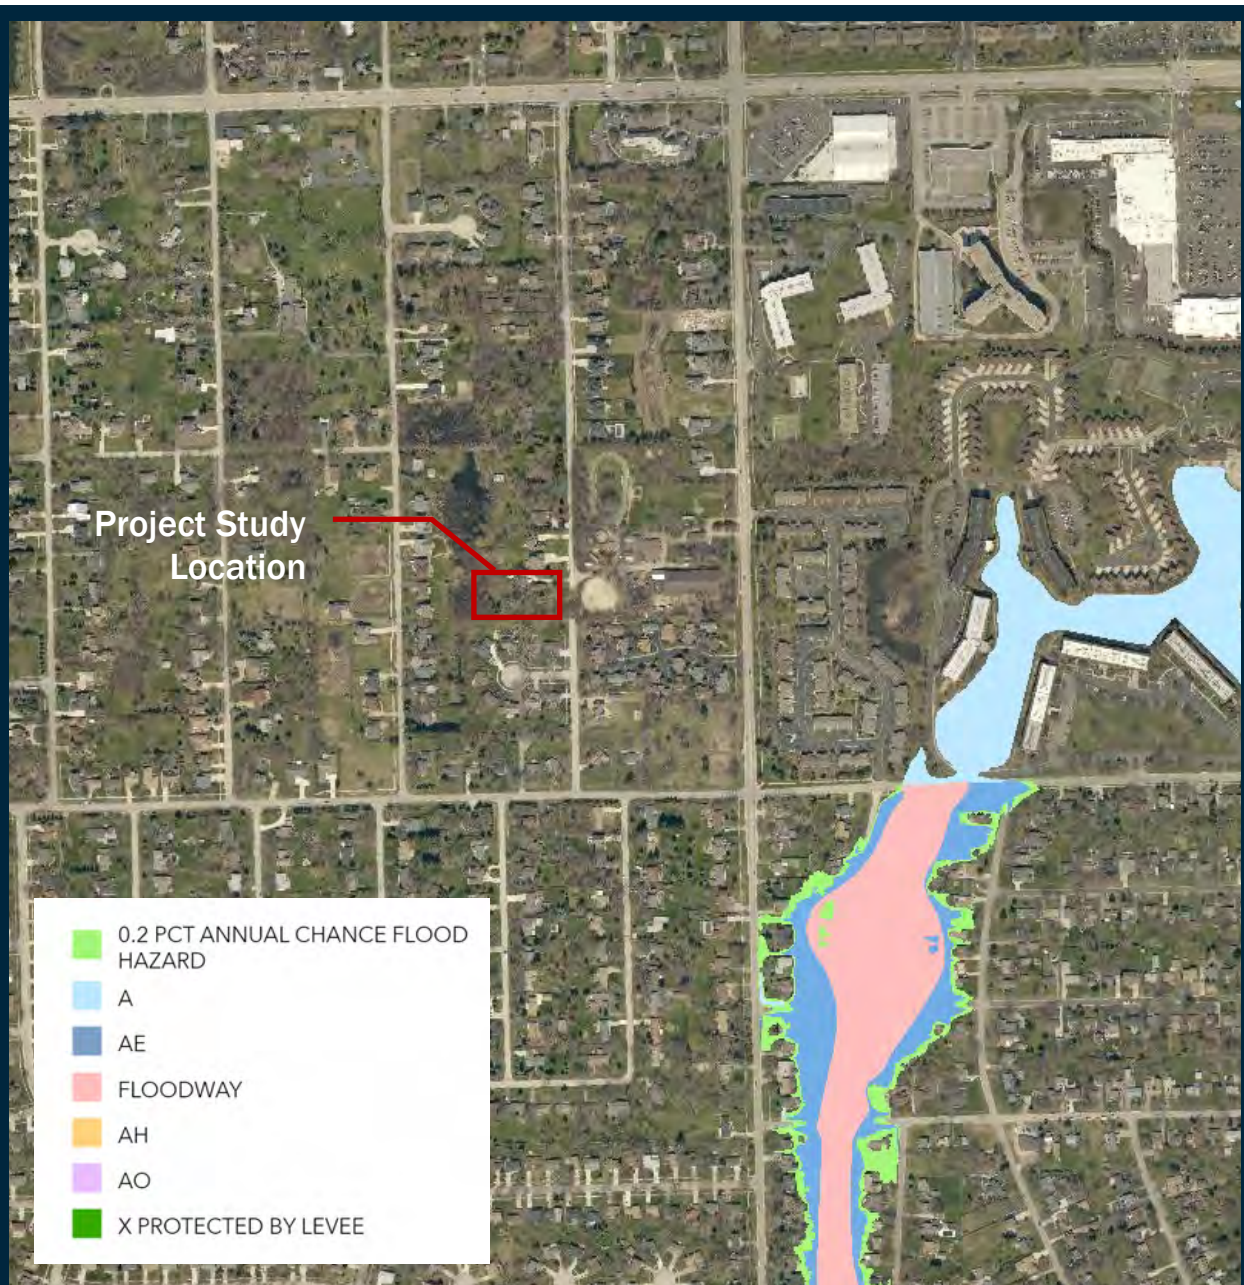 Project Study
Location
0.2 PCT ANNUAL CHANCE FLOOD
HAZARD
A
AE
FLOODWAY
AH
AO
X PROTECTED BY LEVEE